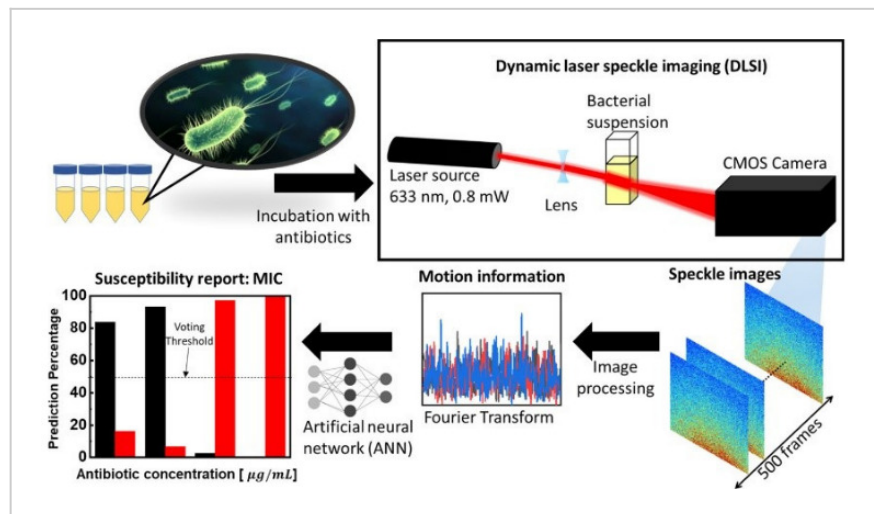 Dynamic laser speckle imaging (DLSI)
Bacterial
suspension
CMOS Camera
Laser source
633 nm, 0.8 mW
Lens
Incubation with
antibiotics
Susceptibility report: MIC
Motion information
Speckle images
100
80
60
40
20
0
Prediction Percentage
Voting
Threshold
Antibiotic concentration [ μg/mL]
Artificial neural
network (ANN)
Fourier Transform
Image
processing
500 frames